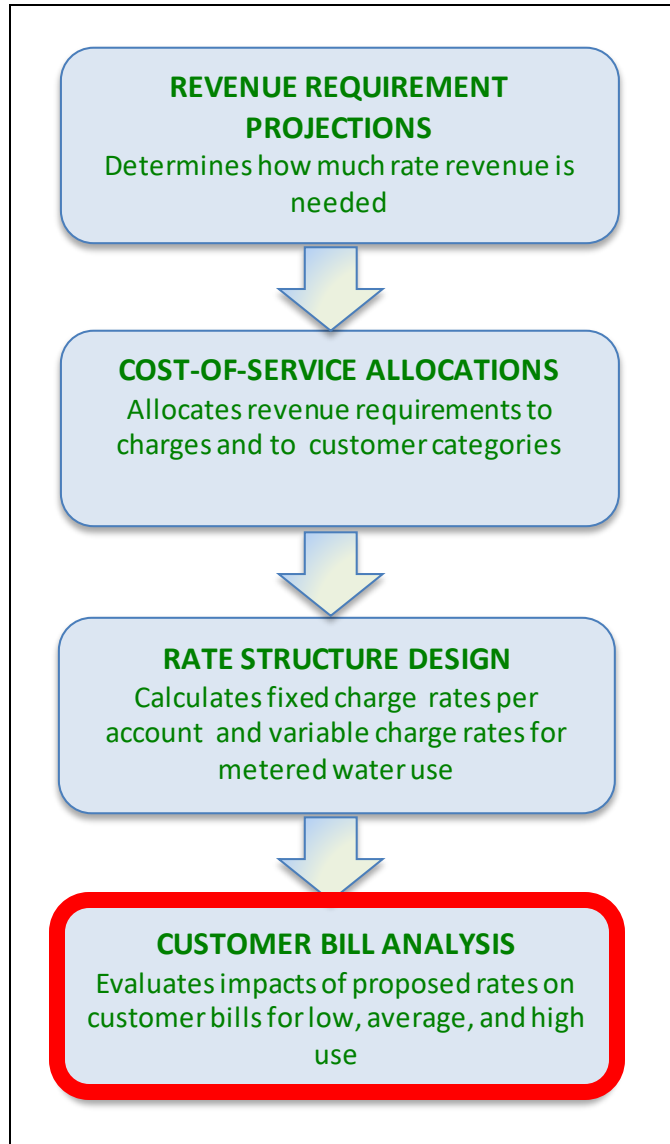 REVENUE REQUIREMENT
PROJECTIONS
Determines how much rate revenue is
needed
COST-OF-SERVICE ALLOCATIONS
Allocates revenue requirements to
charges and to customer categories
RATE STRUCTURE DESIGN
Calculates fixed charge rates per
account and variable charge rates for
metered water use
CUSTOMER BILL ANALYSIS
Evaluates impacts of proposed rates on
customer bills for low, average, and high
use